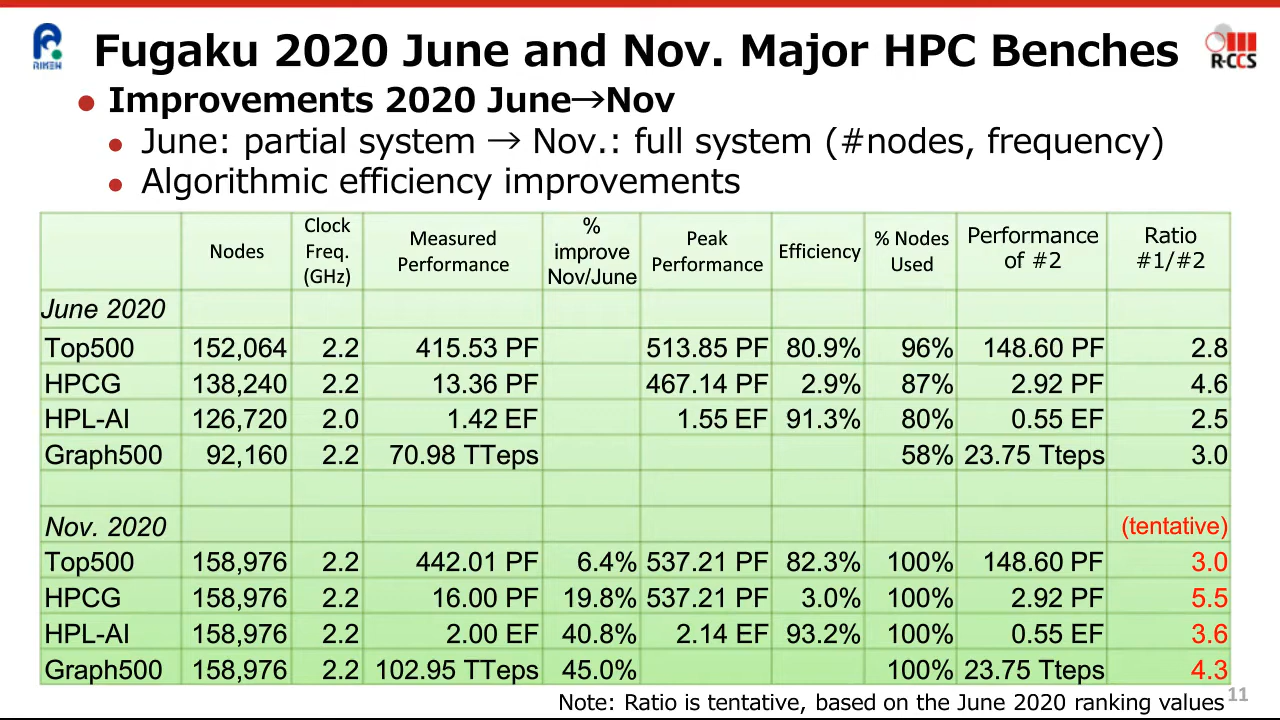 RIKEN
Fugaku 2020 June and Nov. Major HPC Benches
R-CCS
● Improvements 2020 June→Nov
● June: partial system → Nov.: full system (#nodes, frequency)
● Algorithmic efficiency improvements
Nodes Clock Freq. (GHz) Measured Performance % improve Nov/June Peak Performance Efficiency % Nodes Used Performance of #2 Ratio #1/#2
June 2020
Top500 152,064 2.2 415.53 PF 513.85 PF 80.9% 96% 148.60 PF 2.8
HPCG 138,240 2.2 13.36 PF 467.14 PF 2.9% 87% 2.92 PF 4.6
HPL-AI 126,720 2.0 1.42 EF 1.55 EF 91.3% 80% 0.55 EF 2.5
Graph500 92,160 2.2 70.98 TTeps 58% 23.75 Tteps 3.0
Nov. 2020 (tentative)
Top500 158,976 2.2 442.01 PF 6.4% 537.21 PF 82.3% 100% 148.60 PF 3.0
HPCG 158,976 2.2 16.00 PF 19.8% 537.21 PF 3.0% 100% 2.92 PF 5.5
HPL-AI 158,976 2.2 2.00 EF 40.8% 2.14 EF 93.2% 100% 0.55 EF 3.6
Graph500 158,976 2.2 102.95 TTeps 45.0% 100% 23.75 Tteps 4.3
Note: Ratio is tentative, based on the June 2020 ranking values
11